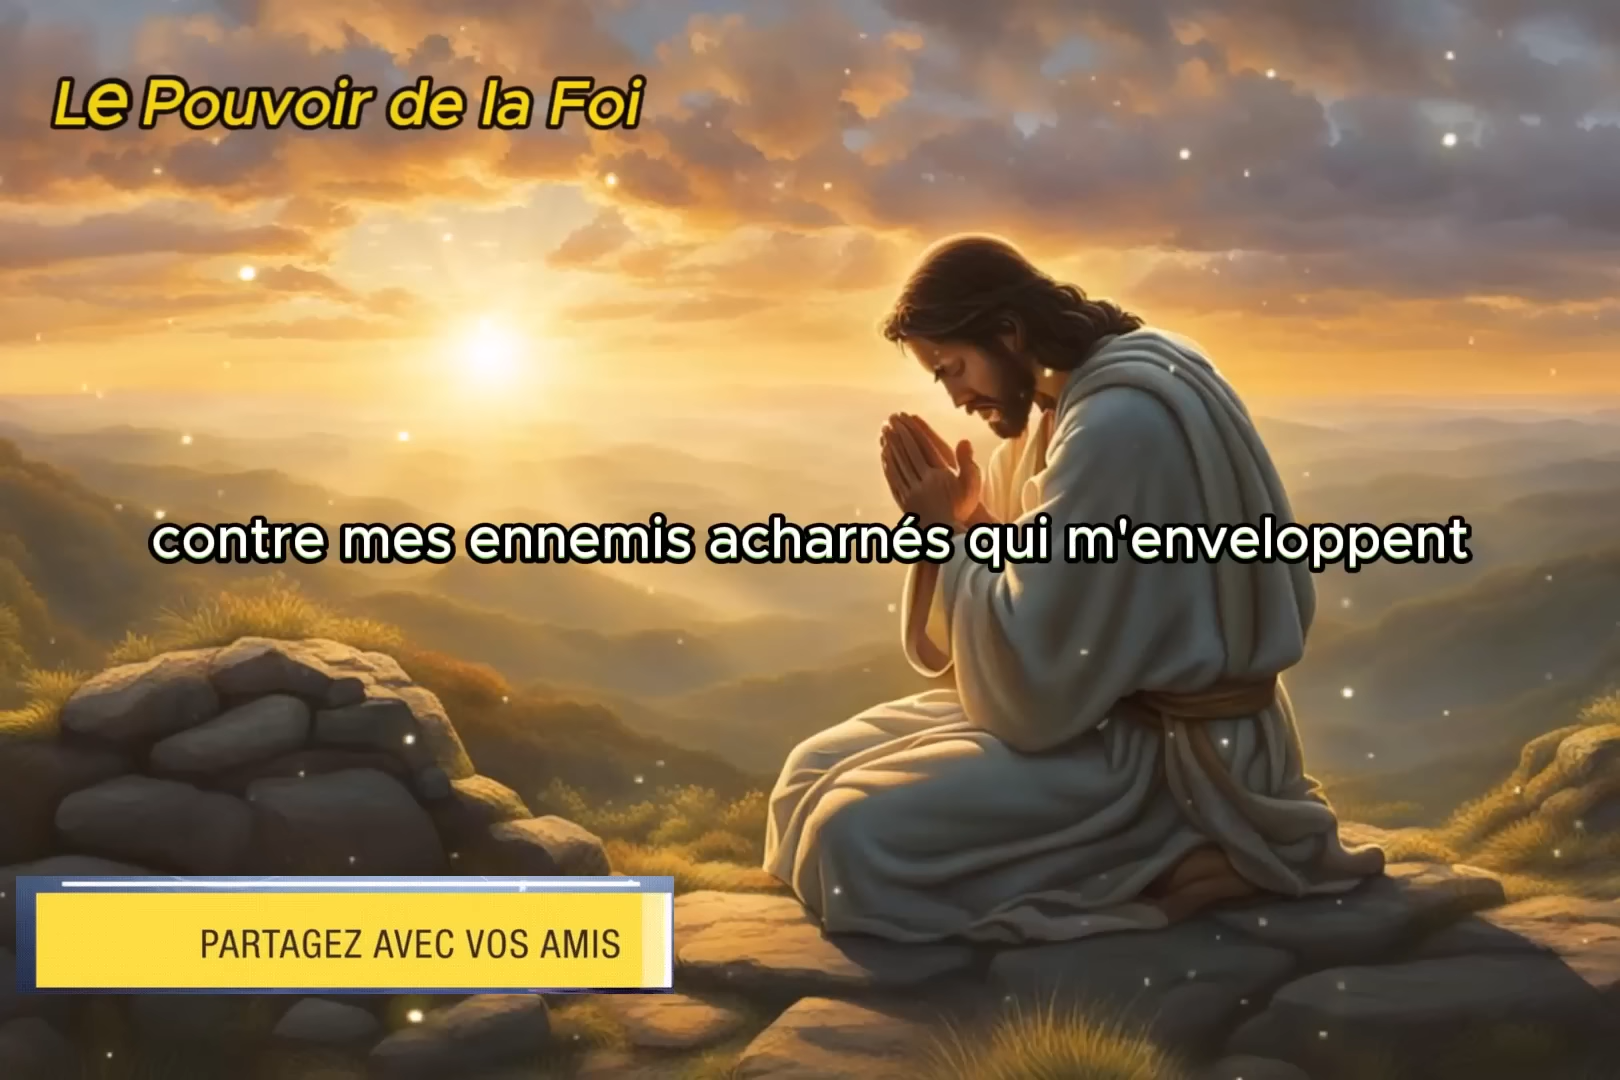 Le Pouvoir de la Foi
contre mes ennemis acharnés qui m'enveloppent
PARTAGEZ AVEC VOS AMIS